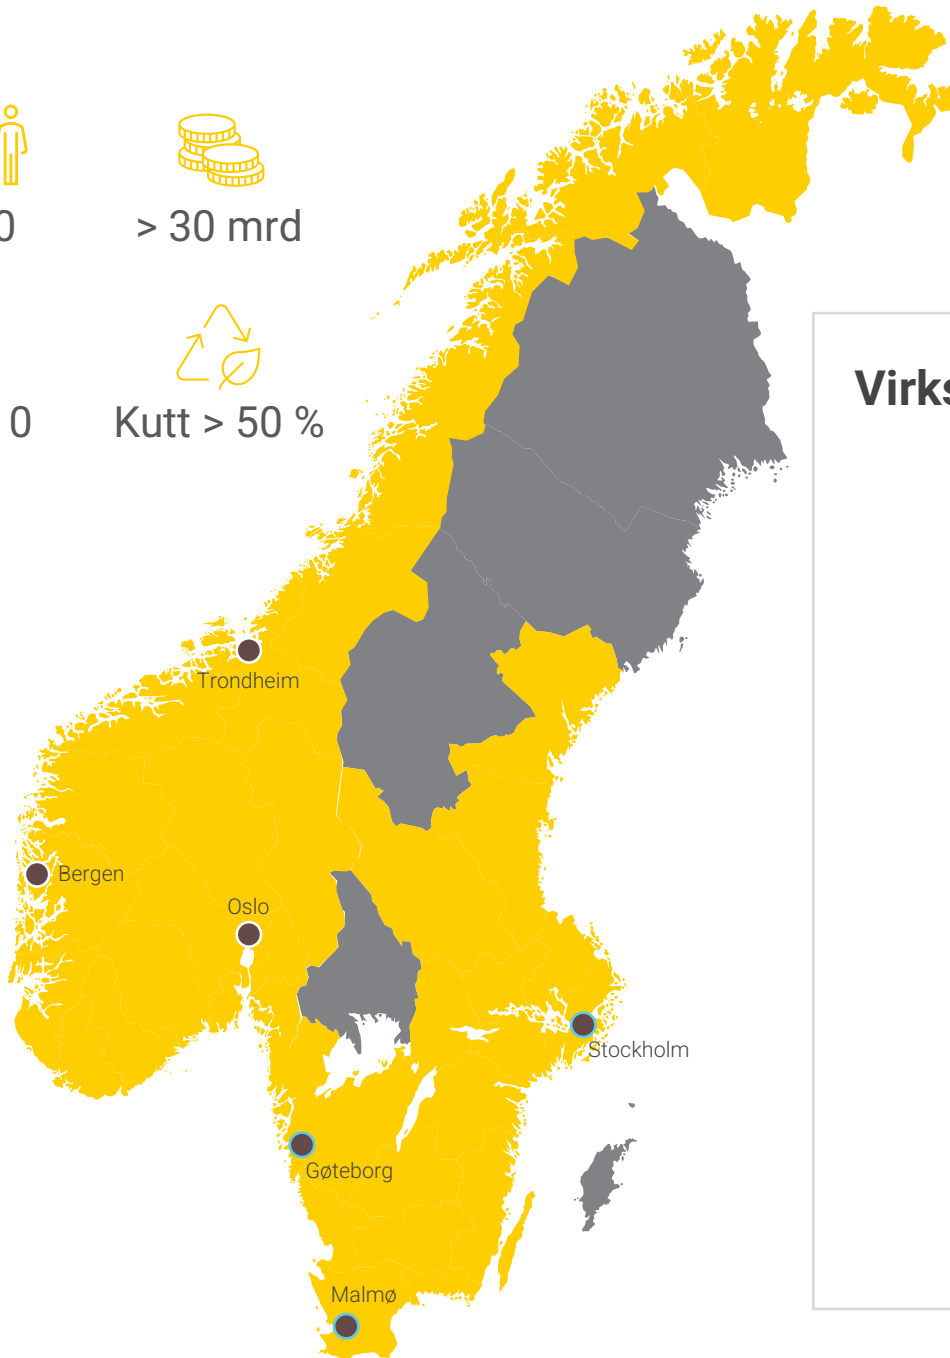 0
> 30 mrd
0
Kutt > 50 %
Virks
Trondheim
Bergen
Oslo
Stockholm
Gøteborg
Malmø